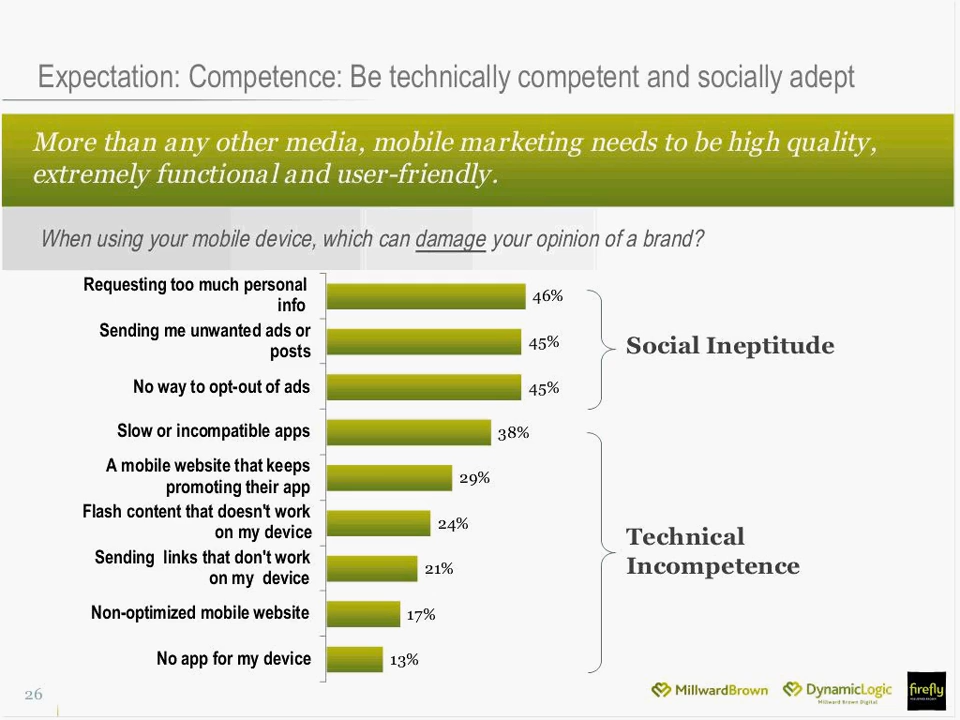 Expectation: Competence: Be technically competent and socially adept
More than any other media, mobile marketing needs to be high quality,
extremely functional and user-friendly.
When using your mobile device, which can damage your opinion of a brand?
Requesting too much personal
info
46%
Sending me unwanted ads or
posts
45%
No way to opt-out of ads
45%
Social Ineptitude
Slow or incompatible apps
38%
A mobile website that keeps
promoting their app
29%
Flash content that doesn't work
on my device
24%
Sending links that don't work
on my device
21%
Non-optimized mobile website
17%
No app for my device
13%
Technical
Incompetence
26
MillwardBrown
DynamicLogic
Millward Brown Digital
firefly